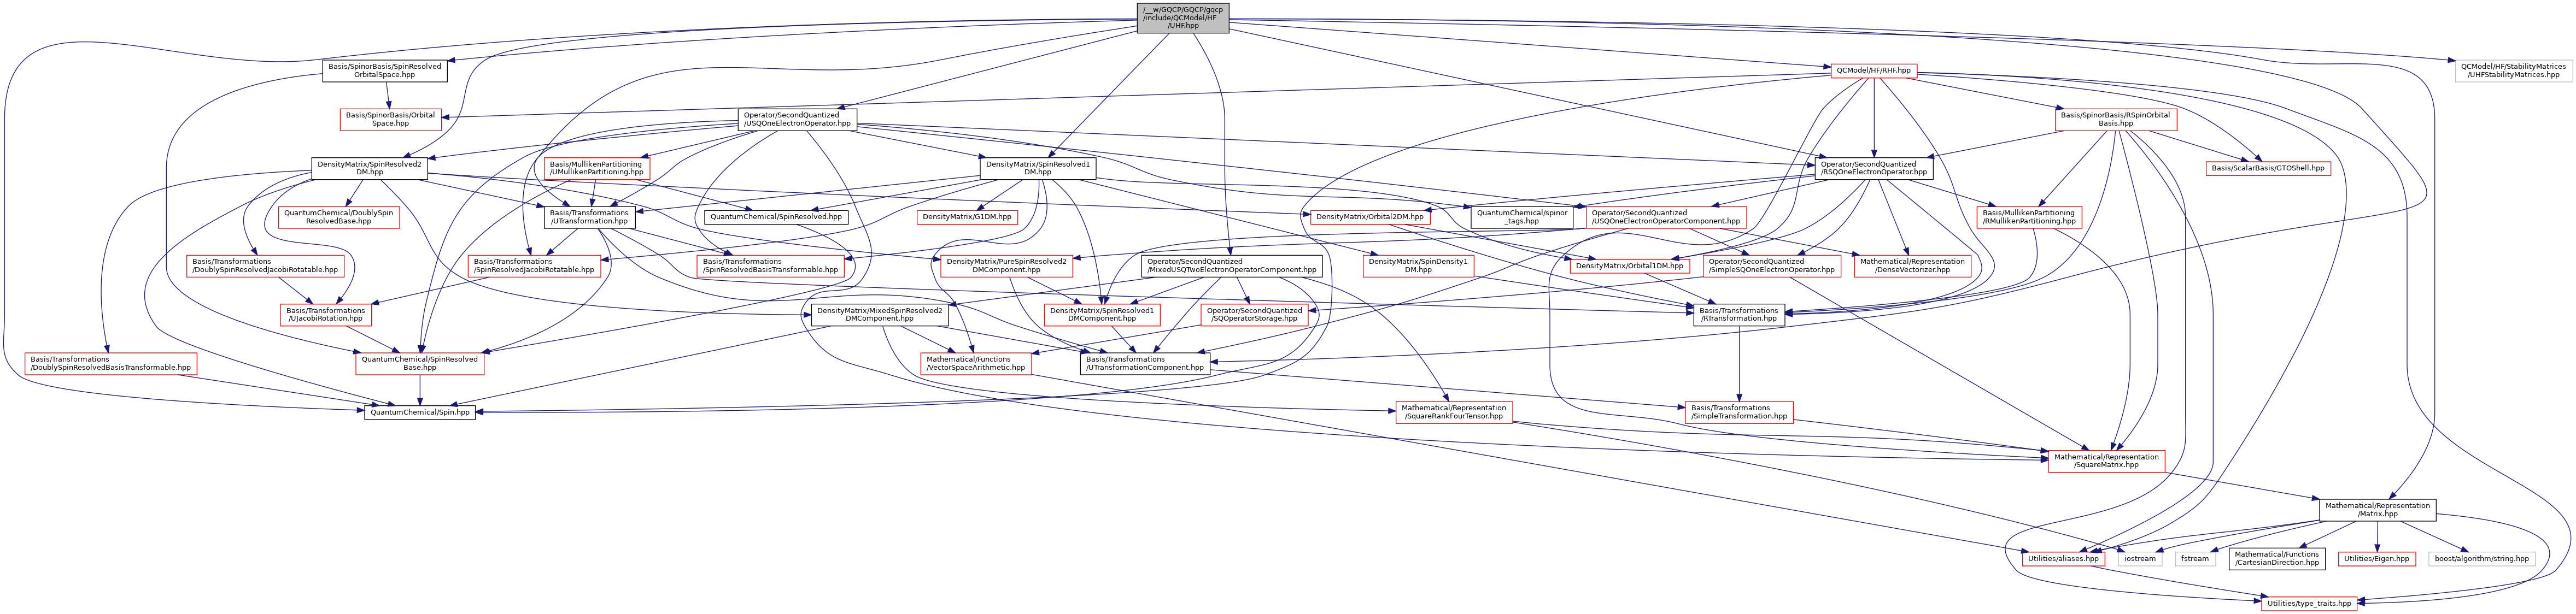 /__w/GQCP/GQCP/gqcp
/include/QCModel/HF
/UHF.hpp
Basis/SpinorBasis/SpinResolved
OrbitalSpace.hpp
QCModel/HF/RHF.hpp
QCModel/HF/StabilityMatrices
/UHFStabilityMatrices.hpp
Basis/SpinorBasis/Orbital
Space.hpp
Operator/SecondQuantized
/USQOneElectronOperator.hpp
Basis/SpinorBasis/RSpinOrbital
Basis.hpp
DensityMatrix/SpinResolved2
DM.hpp
Basis/MullikenPartitioning
/UMullikenPartitioning.hpp
DensityMatrix/SpinResolved1
DM.hpp
Operator/SecondQuantized
/RSQOneElectronOperator.hpp
Basis/ScalarBasis/GTOShell.hpp
QuantumChemical/DoublySpin
ResolvedBase.hpp
Basis/Transformations
/UTransformation.hpp
QuantumChemical/SpinResolved.hpp
DensityMatrix/G1DM.hpp
DensityMatrix/Orbital2DM.hpp
QuantumChemical/spinor
_tags.hpp
Operator/SecondQuantized
/USQOneElectronOperatorComponent.hpp
Basis/MullikenPartitioning
/RMullikenPartitioning.hpp
Basis/Transformations
/DoublySpinResolvedJacobiRotatable.hpp
Basis/Transformations
/SpinResolvedJacobiRotatable.hpp
Basis/Transformations
/SpinResolvedBasisTransformable.hpp
DensityMatrix/PureSpinResolved2
DMComponent.hpp
Operator/SecondQuantized
/MixedUSQTwoElectronOperatorComponent.hpp
DensityMatrix/SpinDensity1
DM.hpp
DensityMatrix/Orbital1DM.hpp
Operator/SecondQuantized
/SimpleSQOneElectronOperator.hpp
Mathematical/Representation
/DenseVectorizer.hpp
Basis/Transformations
/UJacobiRotation.hpp
DensityMatrix/MixedSpinResolved2
DMComponent.hpp
DensityMatrix/SpinResolved1
DMComponent.hpp
Operator/SecondQuantized
/SQOperatorStorage.hpp
Basis/Transformations
/RTransformation.hpp
Basis/Transformations
/DoublySpinResolvedBasisTransformable.hpp
QuantumChemical/SpinResolved
Base.hpp
Mathematical/Functions
/VectorSpaceArithmetic.hpp
Basis/Transformations
/UTransformationComponent.hpp
QuantumChemical/Spin.hpp
Mathematical/Representation
/SquareRankFourTensor.hpp
Basis/Transformations
/SimpleTransformation.hpp
Mathematical/Representation
/SquareMatrix.hpp
Mathematical/Representation
/Matrix.hpp
Utilities/aliases.hpp
iostream
fstream
Mathematical/Functions
/CartesianDirection.hpp
Utilities/Eigen.hpp
boost/algorithm/string.hpp
Utilities/type_traits.hpp